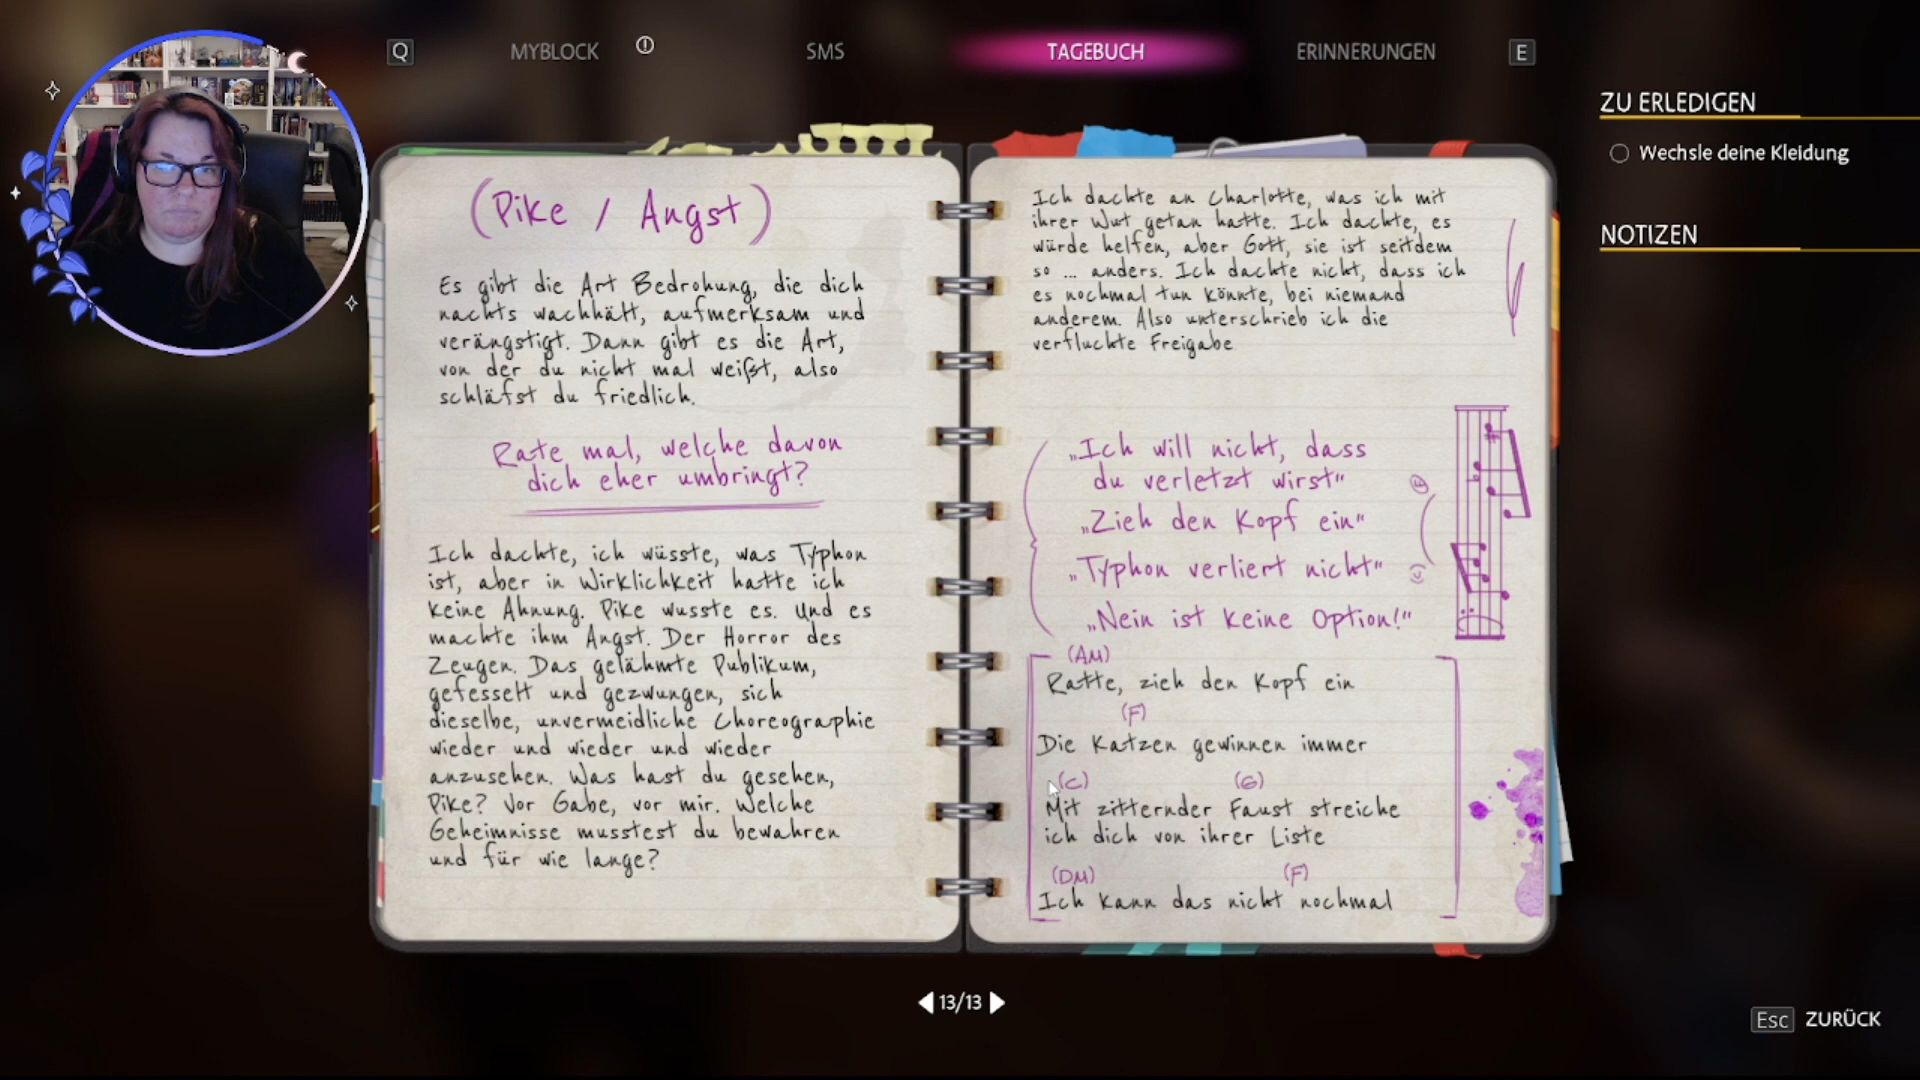 Q
MYBLOCK
SMS
TAGEBUCH
ERINNERUNGEN
E
ZU ERLEDIGEN
Wechsle deine Kleidung
NOTIZEN
(Pike / Angst)
Es gibt die Art Bedrohung, die dich
nachts wachhält, aufmerksam und
verängstigt. Dann gibt es die Art,
von der du nicht mal weißt, also
schläfst du friedlich.
Rate mal, welche davon
dich eher umbringt?
Ich dachte, ich wüsste, was Typhon
ist, aber in Wirklichkeit hatte ich
keine Ahnung. Pike wusste es. Und es
machte ihm Angst. Der Horror des
Zeugen. Das gelähmte Publikum,
gefesselt und gezwungen, sich
dieselbe, unvermeidliche Choreographie
wieder und wieder und wieder
anzusehen. Was hast du gesehen,
Pike? Vor Gabe, vor mir. Welche
Geheimnisse musstest du bewahren
und für wie lange?
Ich dachte an Charlotte, was ich mit
ihrer Wut getan hatte. Ich dachte, es
würde helfen, aber Gott, sie ist seitdem
so ... anders. Ich dachte nicht, dass ich
es nochmal tun könnte, bei niemand
anderem. Also unterschrieb ich die
verfluchte Freigabe
„Ich will nicht, dass
du verletzt wirst“
„Zieh den Kopf ein“
„Typhon verliert nicht“
„Nein ist keine Option!“
(AM)
Ratte, zieh den Kopf ein
(F)
Die Katzen gewinnen immer
(C) (G)
Mit zitternder Faust streiche
ich dich von ihrer Liste
(DM) (F)
Ich kann das nicht nochmal
13/13
Esc ZURÜCK